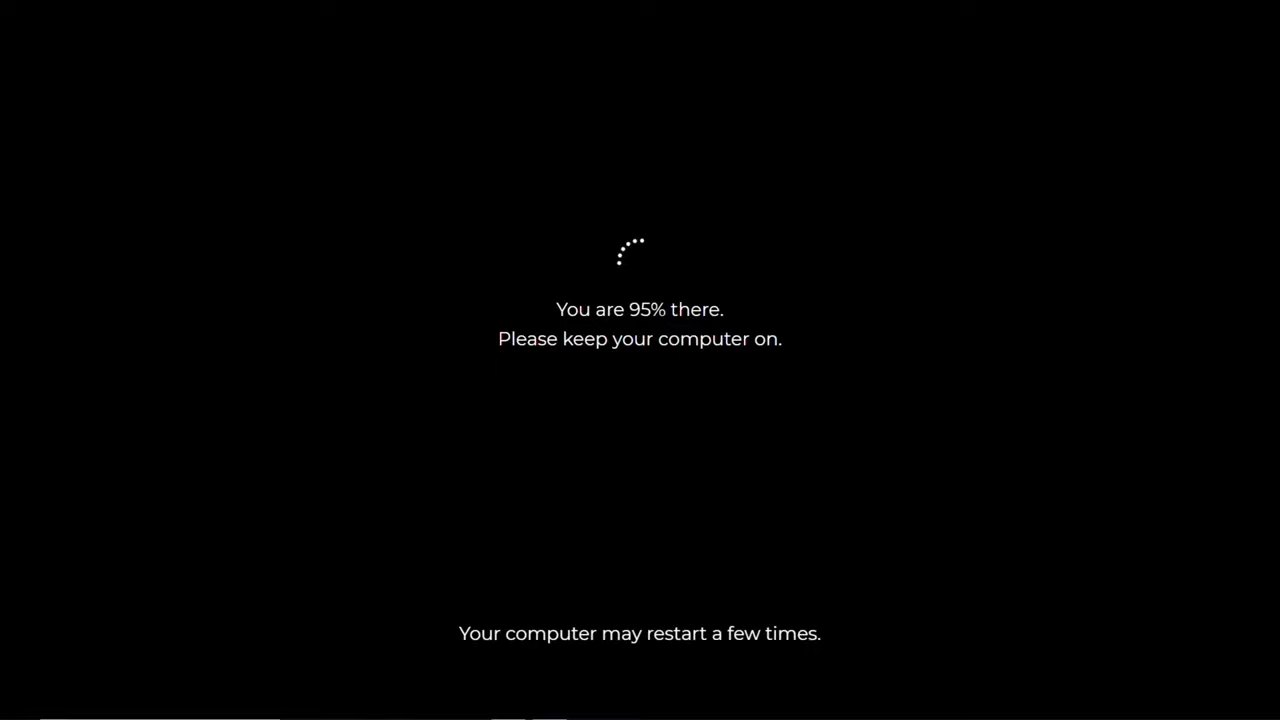 You are 95% there.
Please keep your computer on.
Your computer may restart a few times.